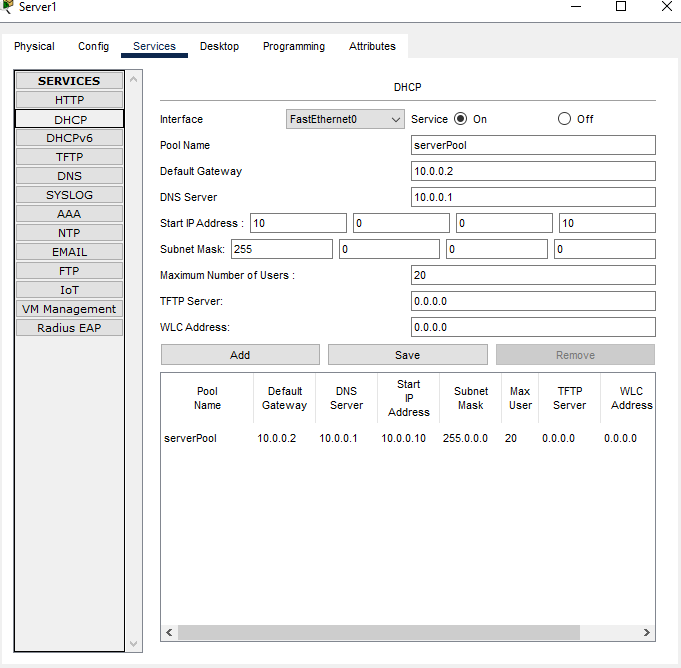 Server1
Physical Config Services Desktop Programming Attributes
SERVICES
HTTP
DHCP
DHCPv6
TFTP
DNS
SYSLOG
AAA
NTP
EMAIL
FTP
IoT
VM Management
Radius EAP
DHCP
Interface FastEthernet0 Service On Off
Pool Name serverPool
Default Gateway 10.0.0.2
DNS Server 10.0.0.1
Start IP Address : 10 0 0 10
Subnet Mask: 255 0 0 0
Maximum Number of Users : 20
TFTP Server: 0.0.0.0
WLC Address: 0.0.0.0
Add Save Remove
Pool Name Default Gateway DNS Server Start IP Address Subnet Mask Max User TFTP Server WLC Address
serverPool 10.0.0.2 10.0.0.1 10.0.0.10 255.0.0.0 20 0.0.0.0 0.0.0.0